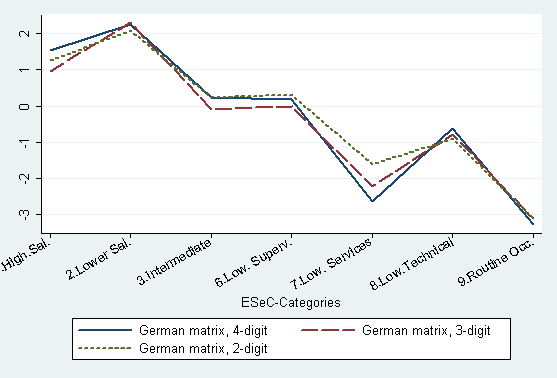 2
1
0
-1
-2
-3
.High.Sal.
2.Lower Sal.
3.Intermediate
6.Low. Superv.
7.Low. Services
8.Low.Technical
9.Routine Occ.
ESeC-Categories
German matrix, 4-digit
German matrix, 3-digit
German matrix, 2-digit